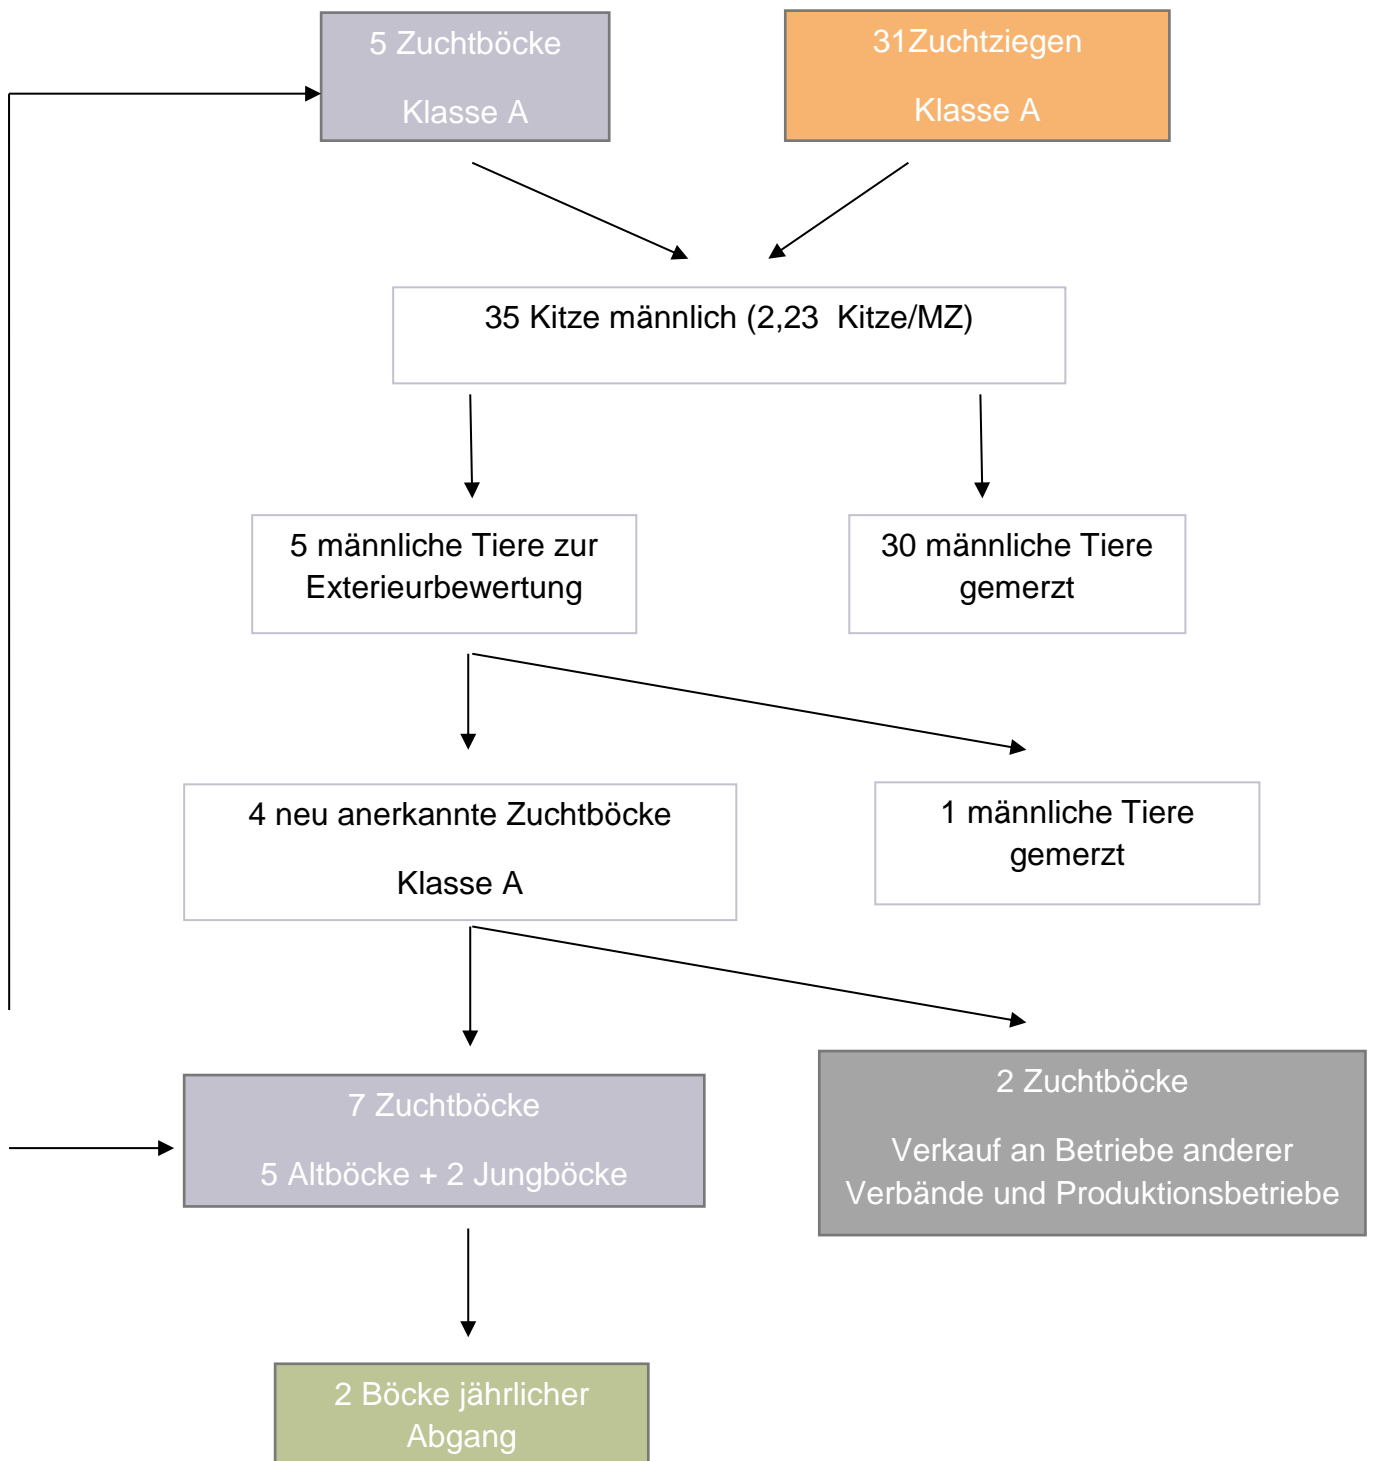 5 Zuchtböcke
Klasse A
31Zuchtziegen
Klasse A
35 Kitze männlich (2,23  Kitze/MZ)
5 männliche Tiere zur
Exterieurbewertung
30 männliche Tiere
gemerzt
4 neu anerkannte Zuchtböcke
Klasse A
1 männliche Tiere
gemerzt
7 Zuchtböcke
5 Altböcke + 2 Jungböcke
2 Zuchtböcke
Verkauf an Betriebe anderer
Verbände und Produktionsbetriebe
2 Böcke jährlicher
Abgang